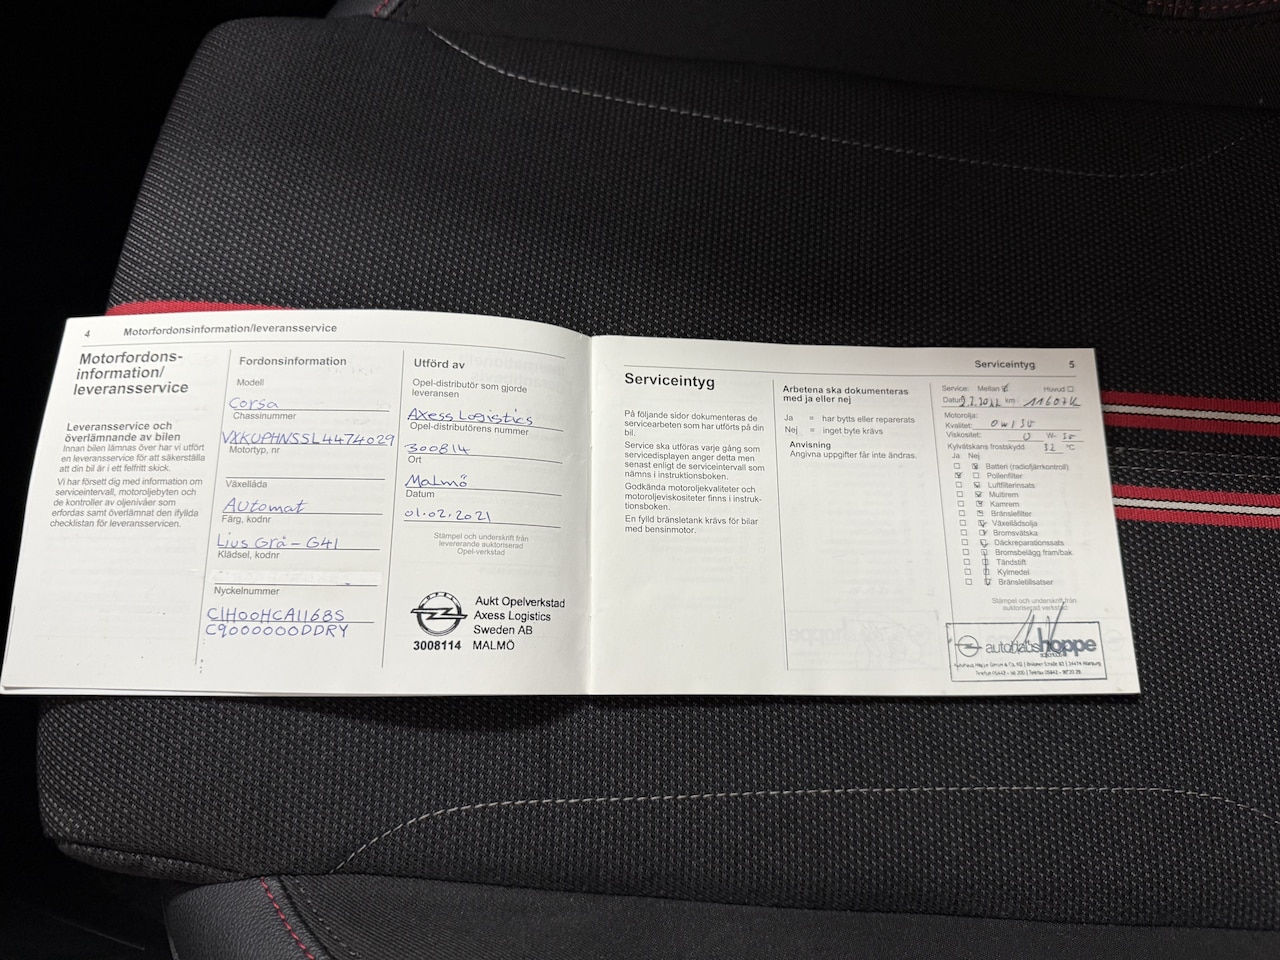 4 Motorfordonsinformation/leveransservice
Motorfordons-
information/
leveransservice
Leveransservice och
överlämnande av bilen
Innan bilen lämnas över har vi utfört
en leveransservice för att säkerställa
att din bil är i ett felfritt skick.
Vi har försett dig med information om
serviceintervall, motoroljebyten och
de kontroller av oljenivåer som
erfordas samt överlämnat den ifyllda
checklistan för leveransservicen.
Fordonsinformation
Modell
Corsa
Chassinummer
VXKUPHNSSL4474029
Motortyp, nr
Växellåda
Automat
Färg, kodnr
Ljus Grå - G41
Klädsel, kodnr
Nyckelnummer
C1H00HCA1168S
C9000000DDRY
Utförd av
Opel-distributör som gjorde
leveransen
Axess Logistics
Opel-distributörens nummer
300814
Ort
Malmö
Datum
01.02.2021
Stämpel och underskrift från
levererande auktoriserad
Opel-verkstad
Aukt Opelverkstad
Axess Logistics
Sweden AB
3008114 MALMÖ
Serviceintyg 5
Serviceintyg
På följande sidor dokumenteras de
servicearbeten som har utförts på din
bil.
Service ska utföras varje gång som
servicedisplayen anger detta men
senast enligt de serviceintervall som
nämns i instruktionsboken.
Godkända motoroljekvaliteter och
motoroljeviskositeter finns i instruk-
tionsboken.
En fylld bränsletank krävs för bilar
med bensinmotor.
Arbetena ska dokumenteras
med ja eller nej
Ja = har bytts eller reparerats
Nej = inget byte krävs
Anvisning
Angivna uppgifter får inte ändras.
Service: Mellan Huvud
Datum km
Motorolja:
Kvalitet: 0W/30
Viskositet: 0 W- 30
Kylvätskans frostskydd: 32 °C
Ja Nej
Batteri (radiofjärrkontroll)
Pollenfilter
Luftfilterinsats
Multirem
Kamrem
Bränslefilter
Växellådsolja
Bromsvätska
Däckreparationssats
Bromsbelägg fram/bak
Tändstift
Kylmedel
Bränsletillsatser
Stämpel och underskrift från
auktoriserad verkstad
autohaus hoppe